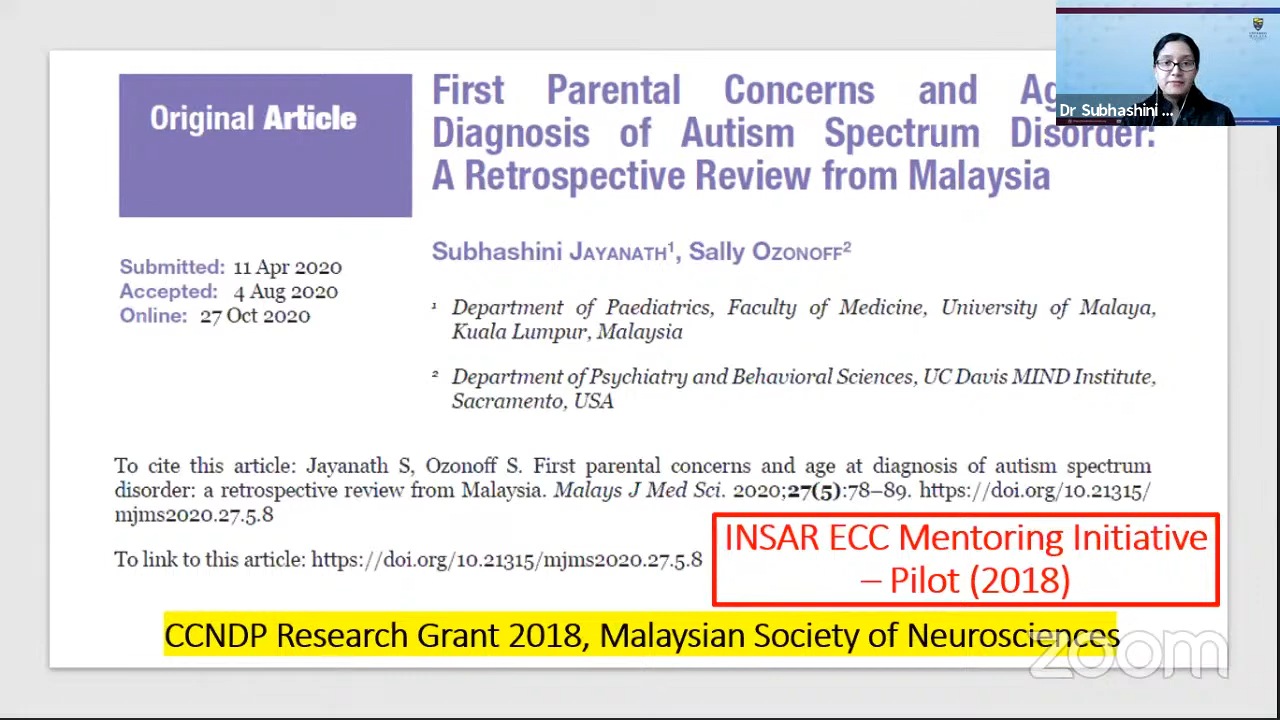 Original Article
First Parental Concerns and
Diagnosis of Autism Spectrum Disorder:
A Retrospective Review from Malaysia
Dr Subhashini ...
Subhashini JAYANATH¹, Sally OZONOFF²
Submitted: 11 Apr 2020
Accepted: 4 Aug 2020
Online: 27 Oct 2020
¹ Department of Paediatrics, Faculty of Medicine, University of Malaya,
Kuala Lumpur, Malaysia
² Department of Psychiatry and Behavioral Sciences, UC Davis MIND Institute,
Sacramento, USA
To cite this article: Jayanath S, Ozonoff S. First parental concerns and age at diagnosis of autism spectrum
disorder: a retrospective review from Malaysia. Malays J Med Sci. 2020;27(5):78–89. https://doi.org/10.21315/
mjms2020.27.5.8
To link to this article: https://doi.org/10.21315/mjms2020.27.5.8
INSAR ECC Mentoring Initiative
– Pilot (2018)
CCNDP Research Grant 2018, Malaysian Society of Neurosciences
zoom